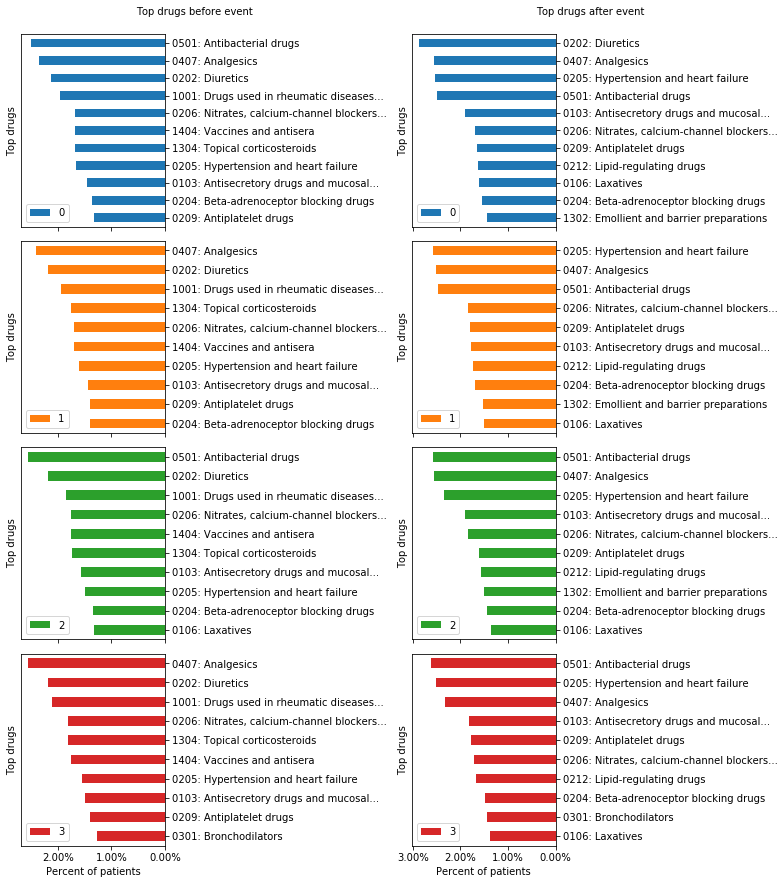 Top drugs before event
Top drugs
0501: Antibacterial drugs
0407: Analgesics
0202: Diuretics
1001: Drugs used in rheumatic diseases...
0206: Nitrates, calcium-channel blockers...
1404: Vaccines and antisera
1304: Topical corticosteroids
0205: Hypertension and heart failure
0103: Antisecretory drugs and mucosal...
0204: Beta-adrenoceptor blocking drugs
0209: Antiplatelet drugs
0
Top drugs
0407: Analgesics
0202: Diuretics
1001: Drugs used in rheumatic diseases...
1304: Topical corticosteroids
0206: Nitrates, calcium-channel blockers...
1404: Vaccines and antisera
0205: Hypertension and heart failure
0103: Antisecretory drugs and mucosal...
0209: Antiplatelet drugs
0204: Beta-adrenoceptor blocking drugs
1
Top drugs
0501: Antibacterial drugs
0202: Diuretics
1001: Drugs used in rheumatic diseases...
0206: Nitrates, calcium-channel blockers...
1404: Vaccines and antisera
1304: Topical corticosteroids
0103: Antisecretory drugs and mucosal...
0205: Hypertension and heart failure
0204: Beta-adrenoceptor blocking drugs
0106: Laxatives
2
Top drugs
0407: Analgesics
0202: Diuretics
1001: Drugs used in rheumatic diseases...
0206: Nitrates, calcium-channel blockers...
1304: Topical corticosteroids
1404: Vaccines and antisera
0205: Hypertension and heart failure
0103: Antisecretory drugs and mucosal...
0209: Antiplatelet drugs
0301: Bronchodilators
3
2.00% 1.00% 0.00%
Percent of patients
Top drugs after event
Top drugs
0202: Diuretics
0407: Analgesics
0205: Hypertension and heart failure
0501: Antibacterial drugs
0103: Antisecretory drugs and mucosal...
0206: Nitrates, calcium-channel blockers...
0209: Antiplatelet drugs
0212: Lipid-regulating drugs
0106: Laxatives
0204: Beta-adrenoceptor blocking drugs
1302: Emollient and barrier preparations
0
Top drugs
0205: Hypertension and heart failure
0407: Analgesics
0501: Antibacterial drugs
0206: Nitrates, calcium-channel blockers...
0209: Antiplatelet drugs
0103: Antisecretory drugs and mucosal...
0212: Lipid-regulating drugs
0204: Beta-adrenoceptor blocking drugs
1302: Emollient and barrier preparations
0106: Laxatives
1
Top drugs
0501: Antibacterial drugs
0407: Analgesics
0205: Hypertension and heart failure
0103: Antisecretory drugs and mucosal...
0206: Nitrates, calcium-channel blockers...
0209: Antiplatelet drugs
0212: Lipid-regulating drugs
1302: Emollient and barrier preparations
0204: Beta-adrenoceptor blocking drugs
0106: Laxatives
2
Top drugs
0501: Antibacterial drugs
0205: Hypertension and heart failure
0407: Analgesics
0103: Antisecretory drugs and mucosal...
0209: Antiplatelet drugs
0206: Nitrates, calcium-channel blockers...
0212: Lipid-regulating drugs
0204: Beta-adrenoceptor blocking drugs
0301: Bronchodilators
0106: Laxatives
3
3.00% 2.00% 1.00% 0.00%
Percent of patients